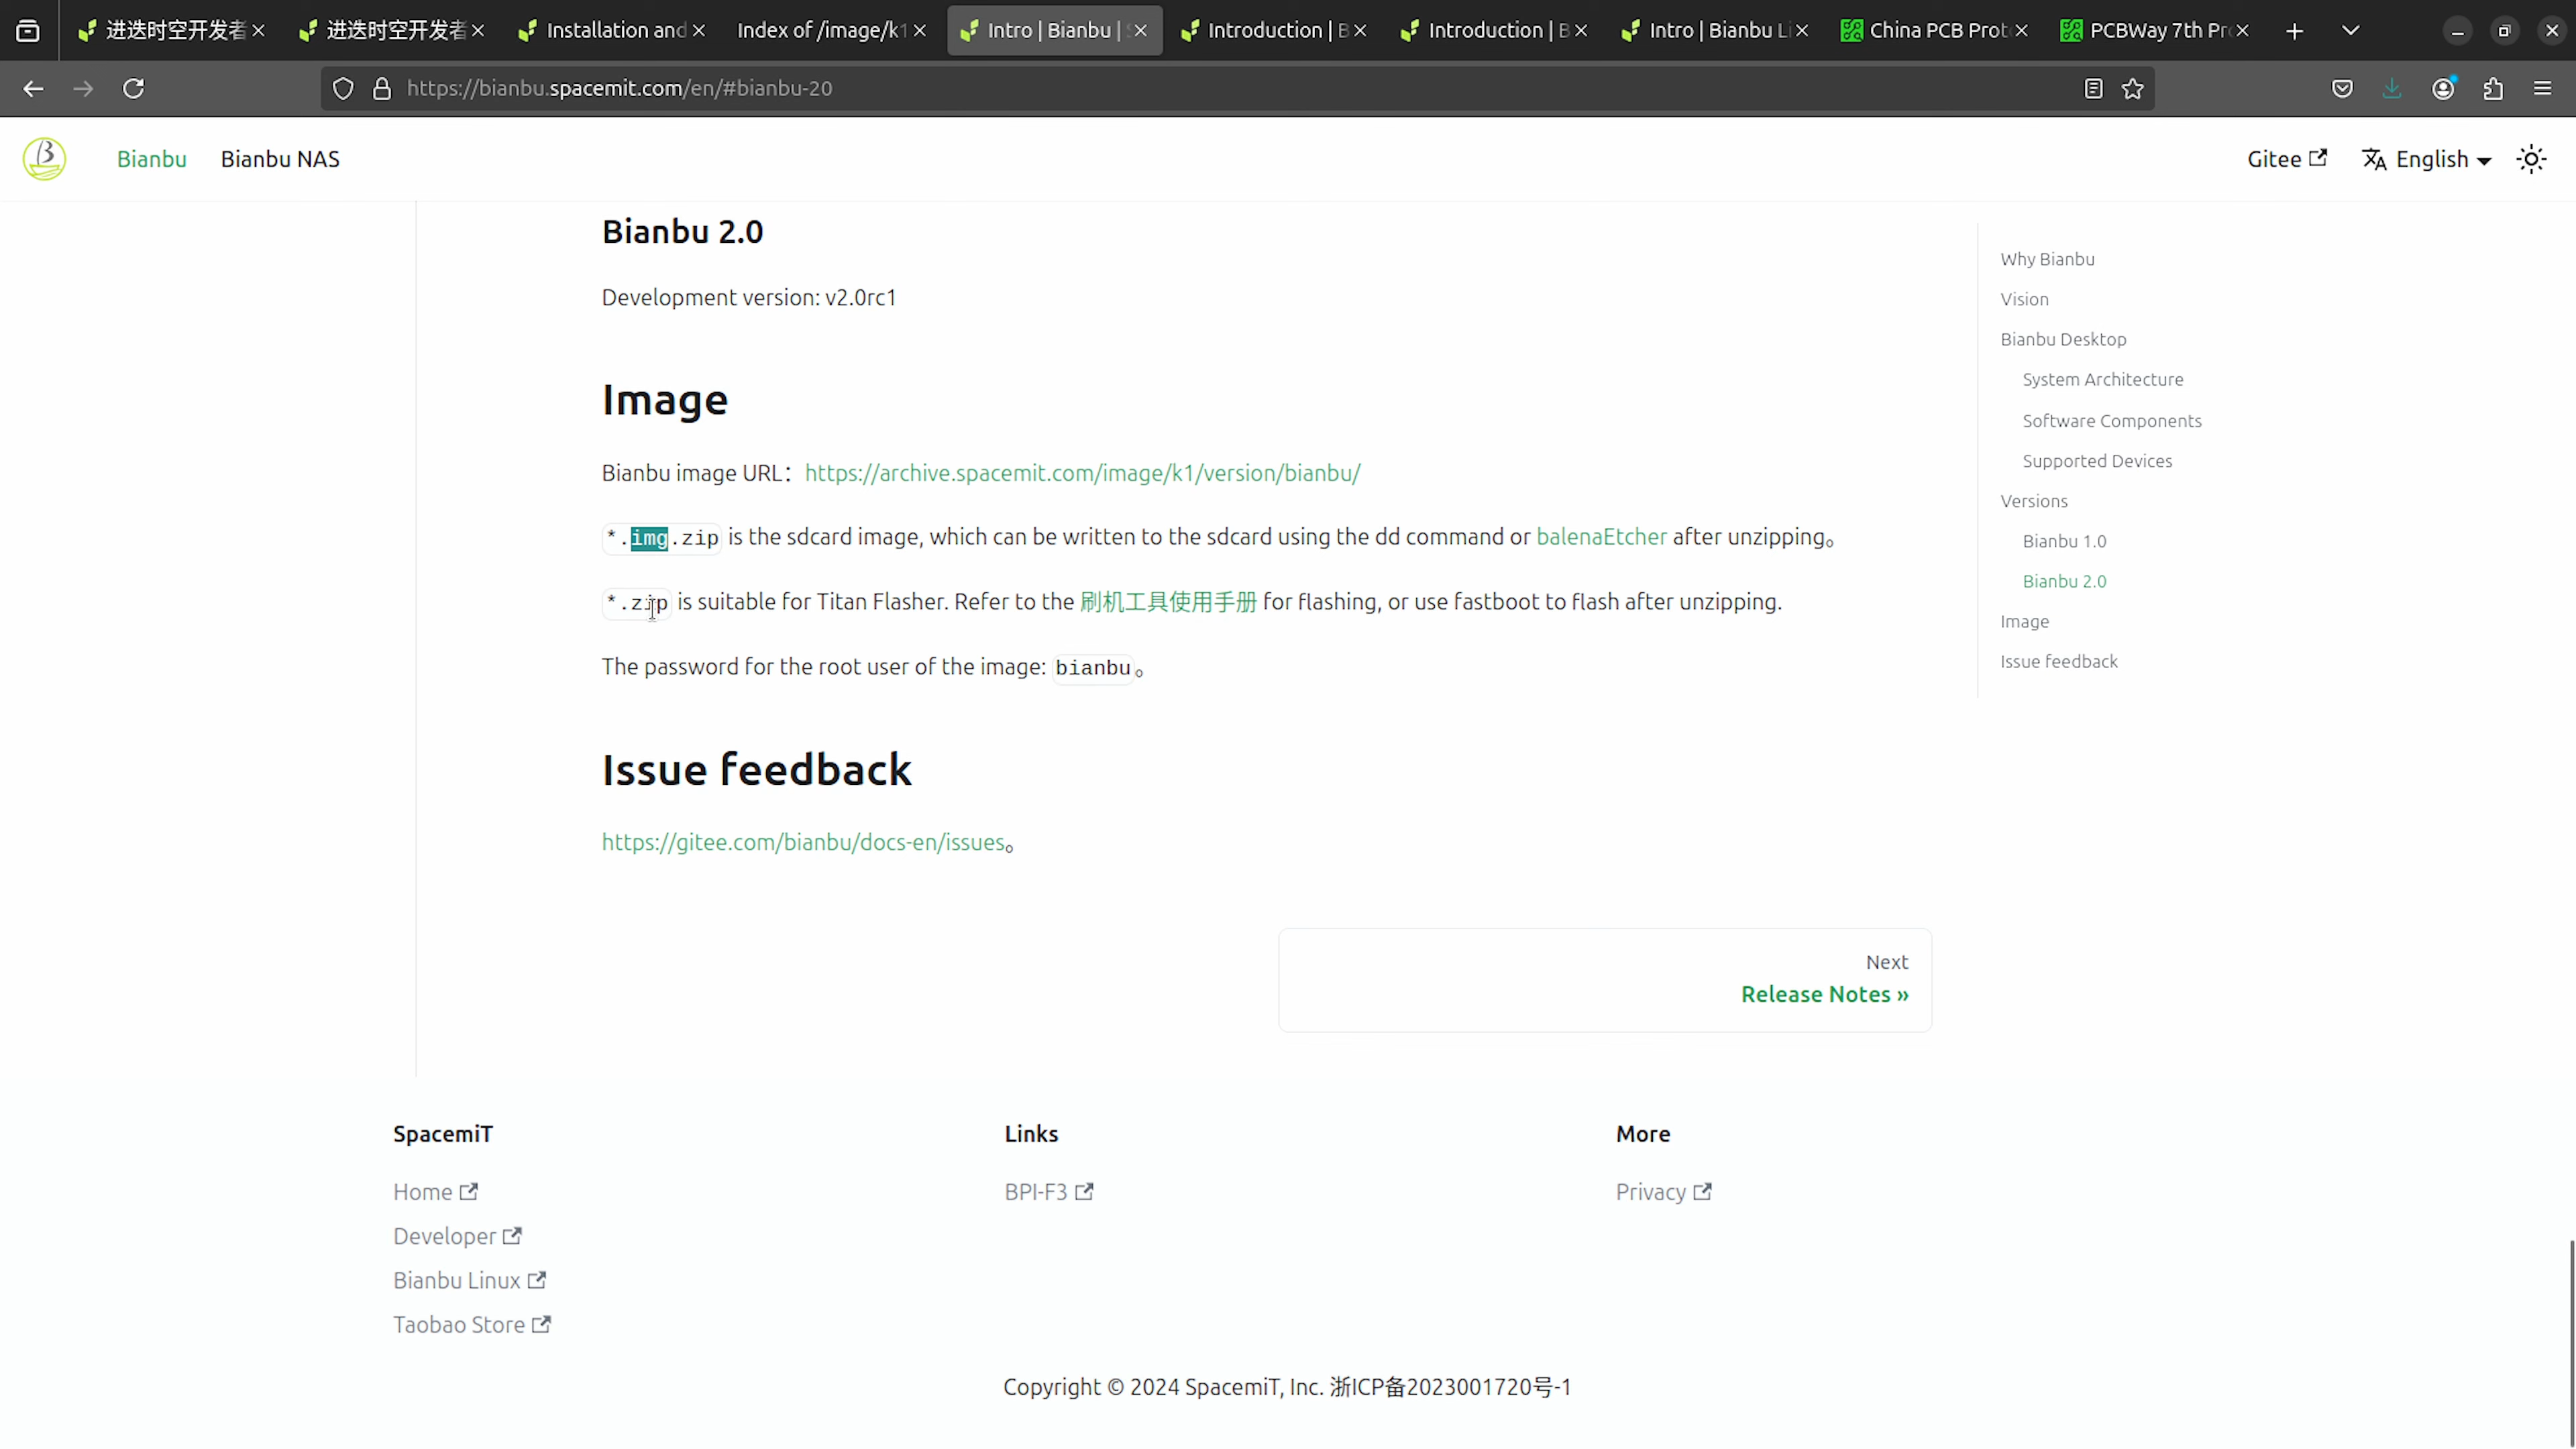 进迭时空开发者
进迭时空开发者
Installation and
Index of /image/k1
Intro | Bianbu | S
Introduction | B
Introduction | B
Intro | Bianbu Li
China PCB Proto
PCBWay 7th Pro
https://bianbu.spacemit.com/en/#bianbu-20
Bianbu
Bianbu NAS
Gitee
English
Bianbu 2.0
Development version: v2.0rc1
Image
Bianbu image URL：https://archive.spacemit.com/image/k1/version/bianbu/
*.img.zip is the sdcard image, which can be written to the sdcard using the dd command or balenaEtcher after unzipping。
*.zip is suitable for Titan Flasher. Refer to the 刷机工具使用手册 for flashing, or use fastboot to flash after unzipping.
The password for the root user of the image: bianbu。
Issue feedback
https://gitee.com/bianbu/docs-en/issues。
Next
Release Notes »
Why Bianbu
Vision
Bianbu Desktop
System Architecture
Software Components
Supported Devices
Versions
Bianbu 1.0
Bianbu 2.0
Image
Issue feedback
SpacemiT
Home
Developer
Bianbu Linux
Taobao Store
Links
BPI-F3
More
Privacy
Copyright © 2024 SpacemiT, Inc. 浙ICP备2023001720号-1